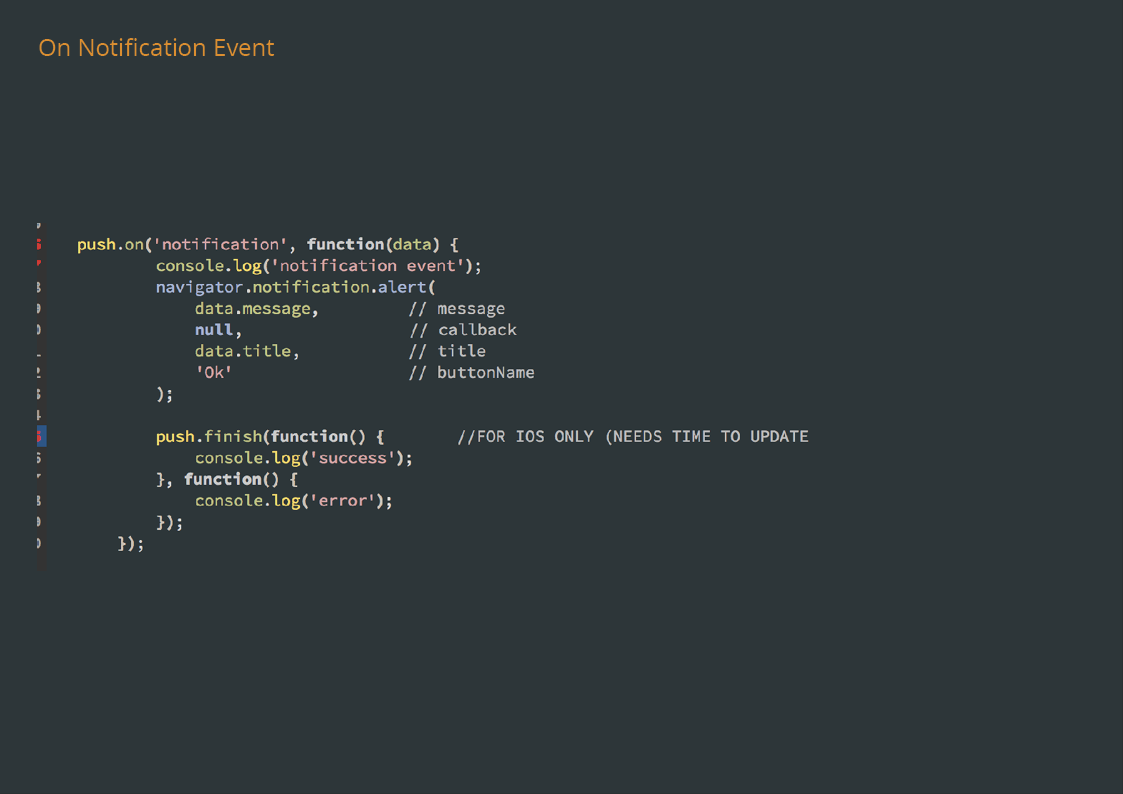 On Notification Event
push.on('notification', function(data) {
console.log('notification event');
navigator.notification.alert(
data.message, // message
null, // callback
data.title, // title
'Ok' // buttonName
);
push.finish(function() { //FOR IOS ONLY (NEEDS TIME TO UPDATE
console.log('success');
}, function() {
console.log('error');
});
});